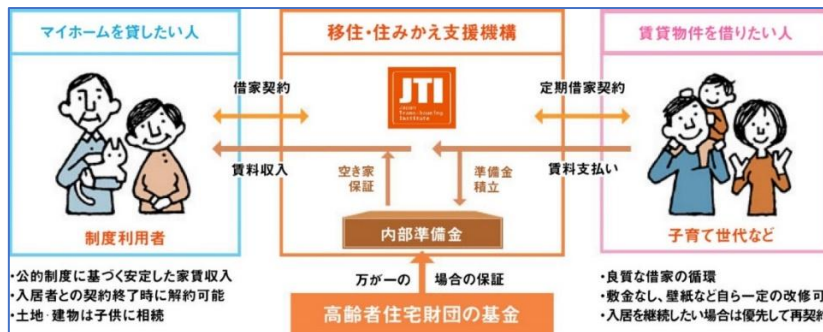 マイホームを貸したい人
移住・住みかえ支援機構
賃貸物件を借りたい人
借家契約
JTI
Japan Trans-housing Institute
定期借家契約
賃料収入
空き家
保証
準備金
積立
賃料支払い
制度利用者
内部準備金
子育て世代など
・公的制度に基づく安定した家賃収入
・入居者との契約終了時に解約可能
・土地・建物は子供に相続
万が一の 場合の保証
高齢者住宅財団の基金
・良質な借家の循環
・敷金なし、壁紙など自ら一定の改修可
・入居を継続したい場合は優先して再契約